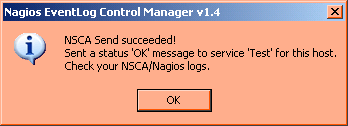 Nagios EventLog Control Manager v1.4
NSCA Send succeeded!
Sent a status 'OK' message to service 'Test' for this host.
Check your NSCA/Nagios logs.
OK